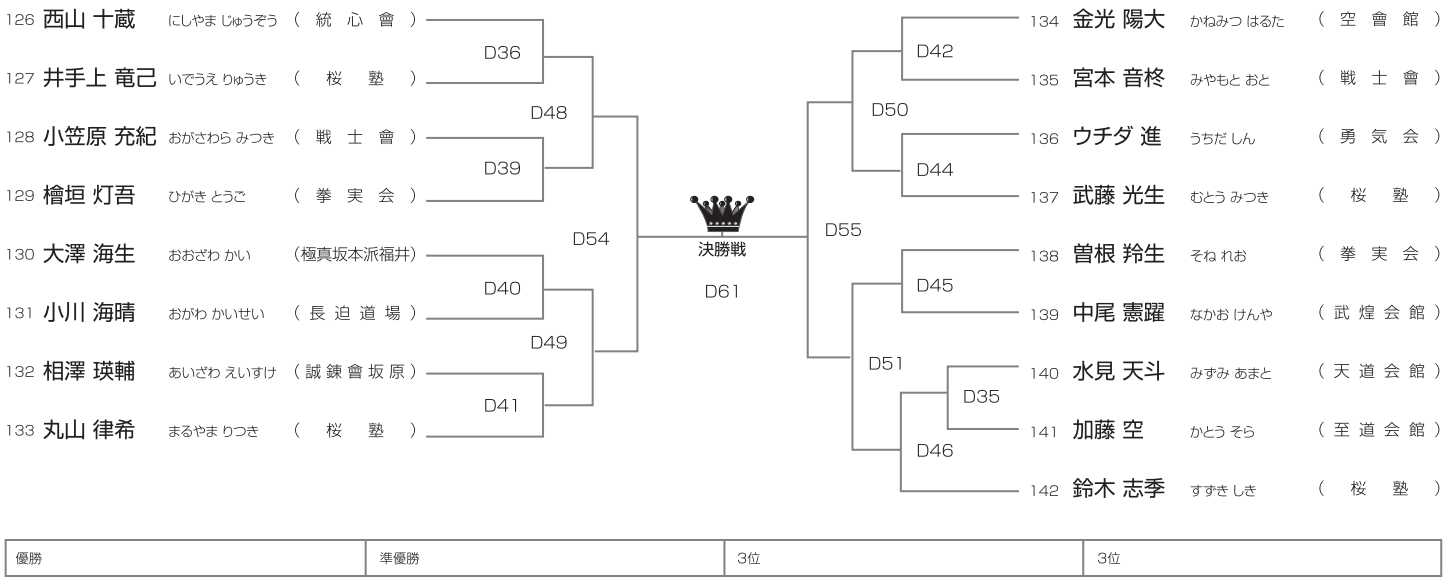 126 西山 十蔵 にしやま じゅうぞう （ 統 心 會 ）
D36
127 井手上 竜己 いでうえ りゅうき （ 桜 塾 ）
D48
128 小笠原 充紀 おがさわら みつき （ 戦 士 會 ）
D39
129 檜垣 灯吾 ひがき とうご （ 拳 実 会 ）
D54
130 大澤 海生 おおざわ かい （極真坂本派福井）
D40
131 小川 海晴 おがわ かいせい （ 長 迫 道 場 ）
D49
132 相澤 瑛輔 あいざわ えいすけ （ 誠 錬 會 坂 原 ）
D41
133 丸山 律希 まるやま りつき （ 桜 塾 ）
決勝戦
D61
134 金光 陽大 かねみつ はるた （ 空 會 館 ）
D42
135 宮本 音柊 みやもと おと （ 戦 士 會 ）
D50
136 ウチダ 進 うちだ しん （ 勇 気 会 ）
D44
137 武藤 光生 むとう みつき （ 桜 塾 ）
D55
138 曽根 羚生 そね れお （ 拳 実 会 ）
D45
139 中尾 憲躍 なかお けんや （ 武 煌 会 館 ）
D51
140 水見 天斗 みずみ あまと （ 天 道 会 館 ）
D35
141 加藤 空 かとう そら （ 至 道 会 館 ）
D46
142 鈴木 志季 すずき しき （ 桜 塾 ）
優勝 準優勝 3位 3位